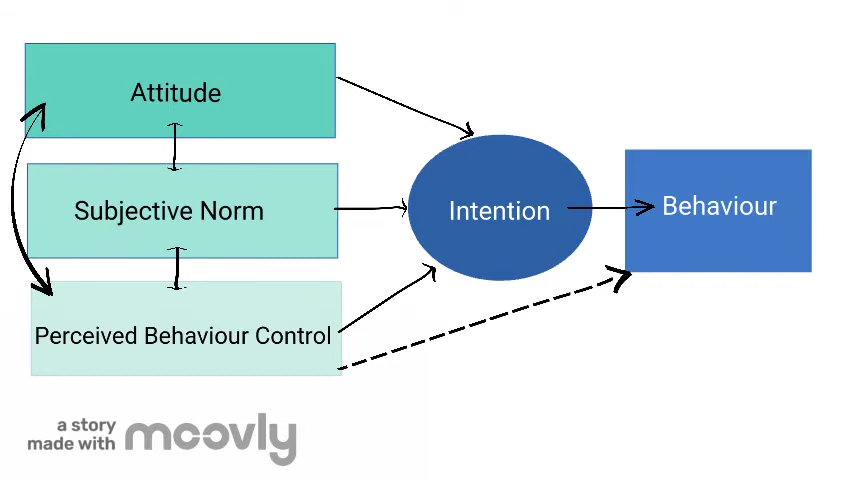 Attitude
Subjective Norm
Intention
Behaviour
Perceived Behaviour Control
a story
made with moovly